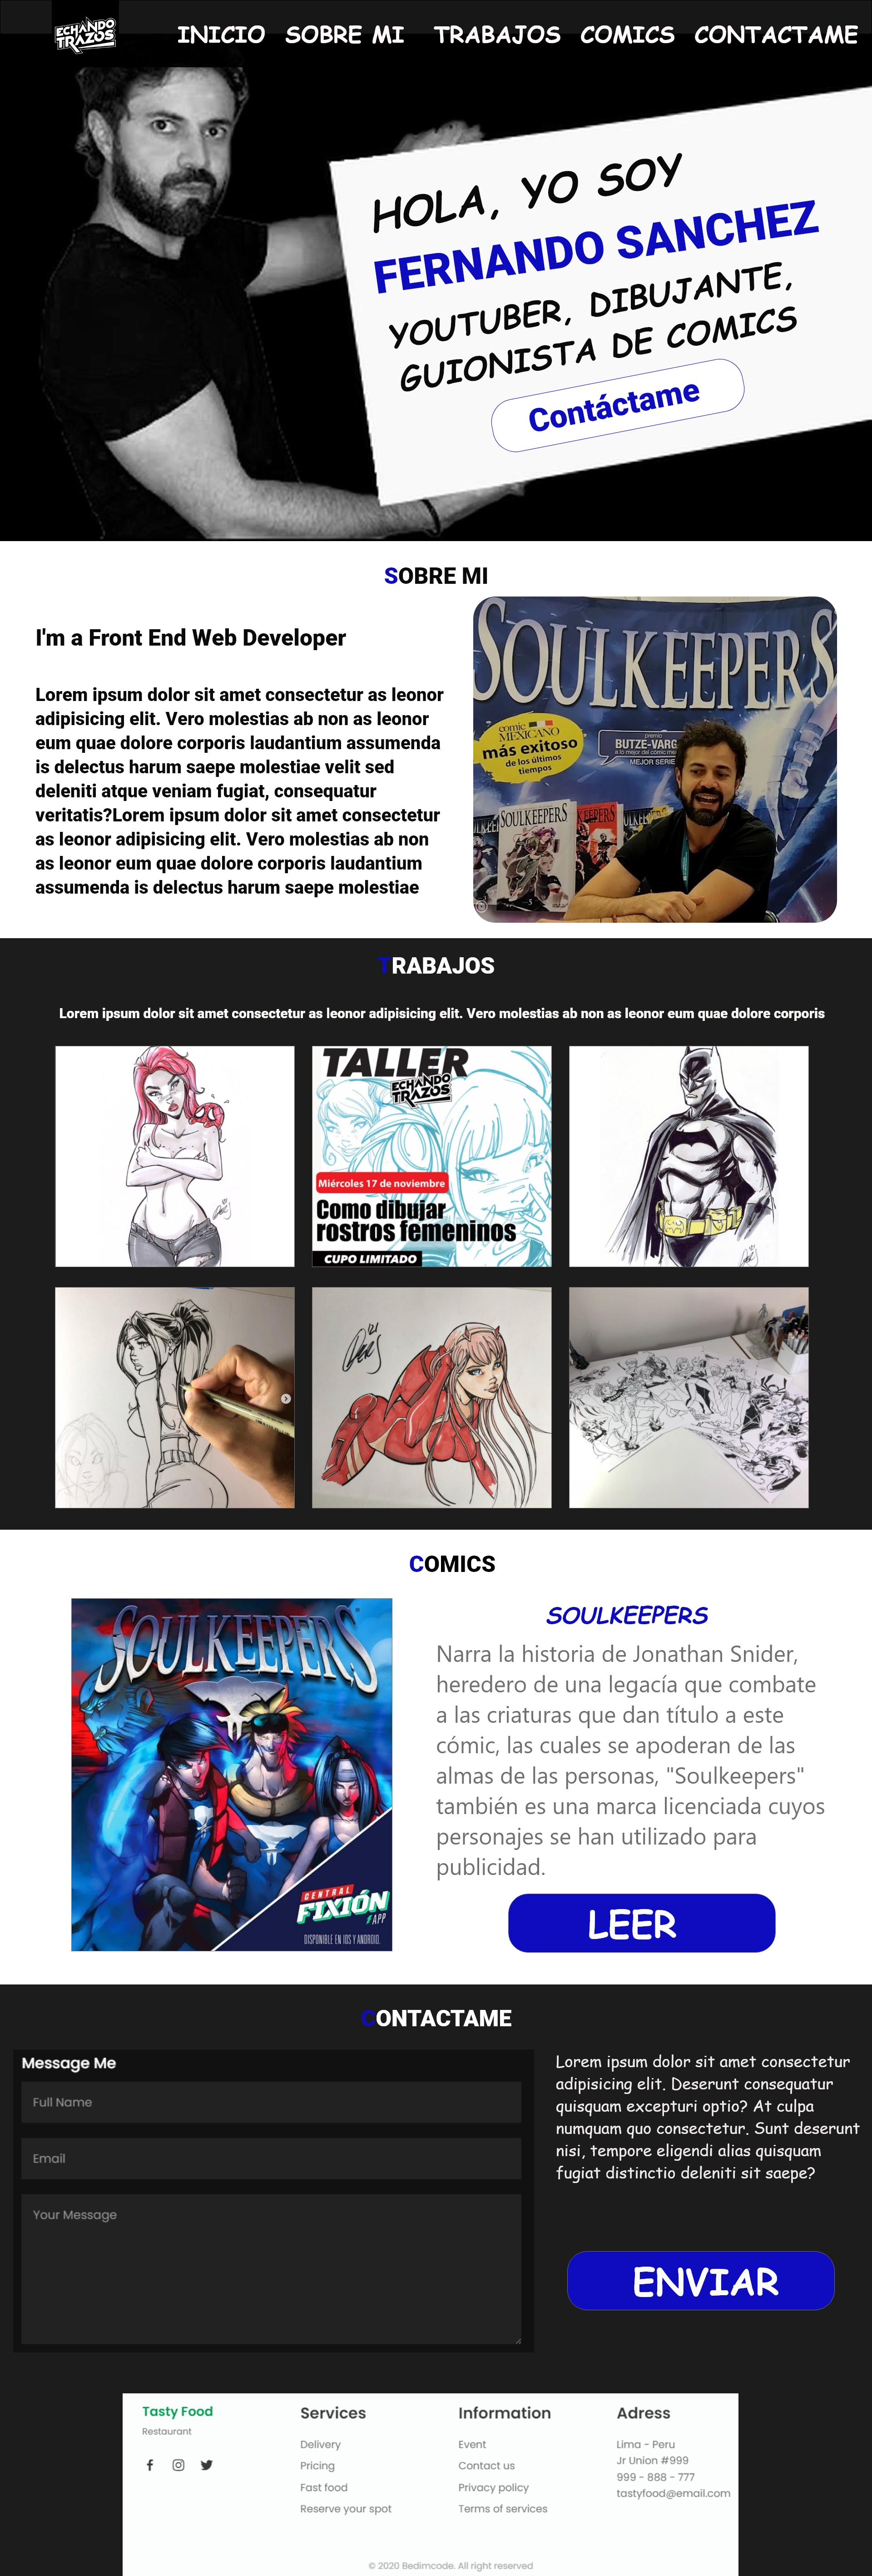 ECHANDO
TRAZOS
INICIO SOBRE MI TRABAJOS COMICS CONTACTAME
HOLA, YO SOY
FERNANDO SANCHEZ
YOUTUBER, DIBUJANTE,
GUIONISTA DE COMICS
Contáctame
SOBRE MI
I'm a Front End Web Developer
Lorem ipsum dolor sit amet consectetur as leonor
adipisicing elit. Vero molestias ab non as leonor
eum quae dolore corporis laudantium assumenda
is delectus harum saepe molestiae velit sed
deleniti atque veniam fugiat, consequatur
veritatis?Lorem ipsum dolor sit amet consectetur
as leonor adipisicing elit. Vero molestias ab non
as leonor eum quae dolore corporis laudantium
assumenda is delectus harum saepe molestiae
SOULKEEPERS
comic
MEXICANO
más exitoso
de los últimos
tiempos
premio
BUTZE-VARG
a lo mejor del cómic
MEJOR SERIE
SOULKEEPERS
KEEPERS
5
TRABAJOS
Lorem ipsum dolor sit amet consectetur as leonor adipisicing elit. Vero molestias ab non as leonor eum quae dolore corporis
TALLER
ECHANDO
TRAZOS
Miércoles 17 de noviembre
Como dibujar
rostros femeninos
CUPO LIMITADO
COMICS
SOULKEEPERS
CENTRAL
FIXIÓN
APP
DISPONIBLE EN IOS Y ANDROID.
SOULKEEPERS
Narra la historia de Jonathan Snider,
heredero de una legacía que combate
a las criaturas que dan título a este
cómic, las cuales se apoderan de las
almas de las personas, "Soulkeepers"
también es una marca licenciada cuyos
personajes se han utilizado para
publicidad.
LEER
CONTACTAME
Message Me
Full Name
Email
Your Message
Lorem ipsum dolor sit amet consectetur
adipisicing elit. Deserunt consequatur
quisquam excepturi optio? At culpa
numquam quo consectetur. Sunt deserunt
nisi, tempore eligendi alias quisquam
fugiat distinctio deleniti sit saepe?
ENVIAR
Tasty Food
Restaurant
Services
Delivery
Pricing
Fast food
Reserve your spot
Information
Event
Contact us
Privacy policy
Terms of services
Adress
Lima - Peru
Jr Union #999
999 - 888 - 777
tastyfood@email.com
© 2020 Bedimcode. All right reserved